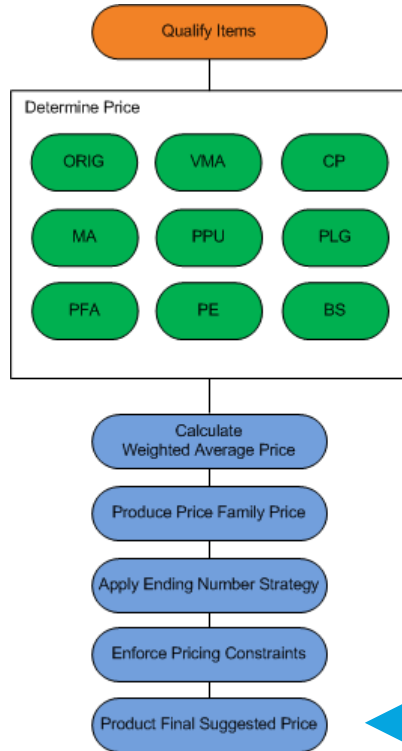 Qualify Items
Determine Price
ORIG VMA CP
MA PPU PLG
PFA PE BS
Calculate
Weighted Average Price
Produce Price Family Price
Apply Ending Number Strategy
Enforce Pricing Constraints
Product Final Suggested Price